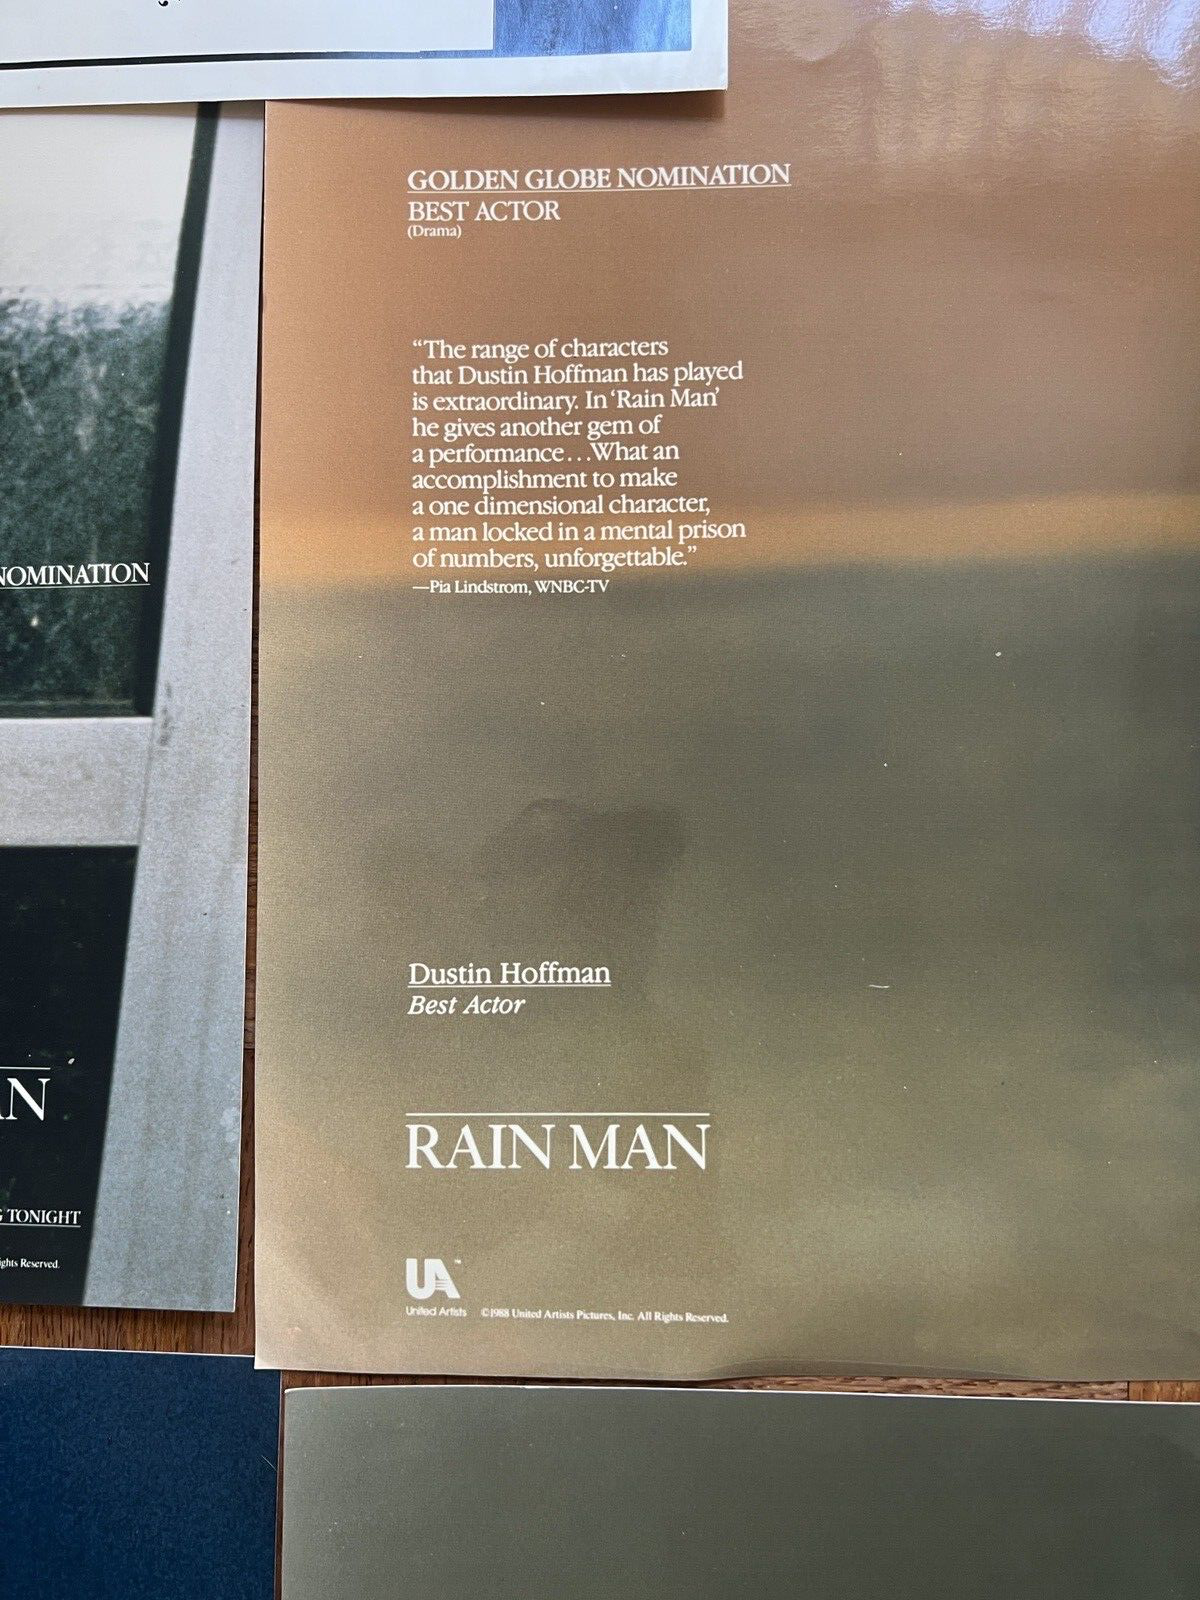 GOLDEN GLOBE NOMINATION
BEST ACTOR
(Drama)
“The range of characters
that Dustin Hoffman has played
is extraordinary. In ‘Rain Man’
he gives another gem of
a performance...What an
accomplishment to make
a one dimensional character,
a man locked in a mental prison
of numbers, unforgettable.”
—Pia Lindstrom, WNBC-TV
Dustin Hoffman
Best Actor
RAIN MAN
UA™
United Artists ©1988 United Artists Pictures, Inc. All Rights Reserved.
NOMINATION
AN
TONIGHT
ghts Reserved.